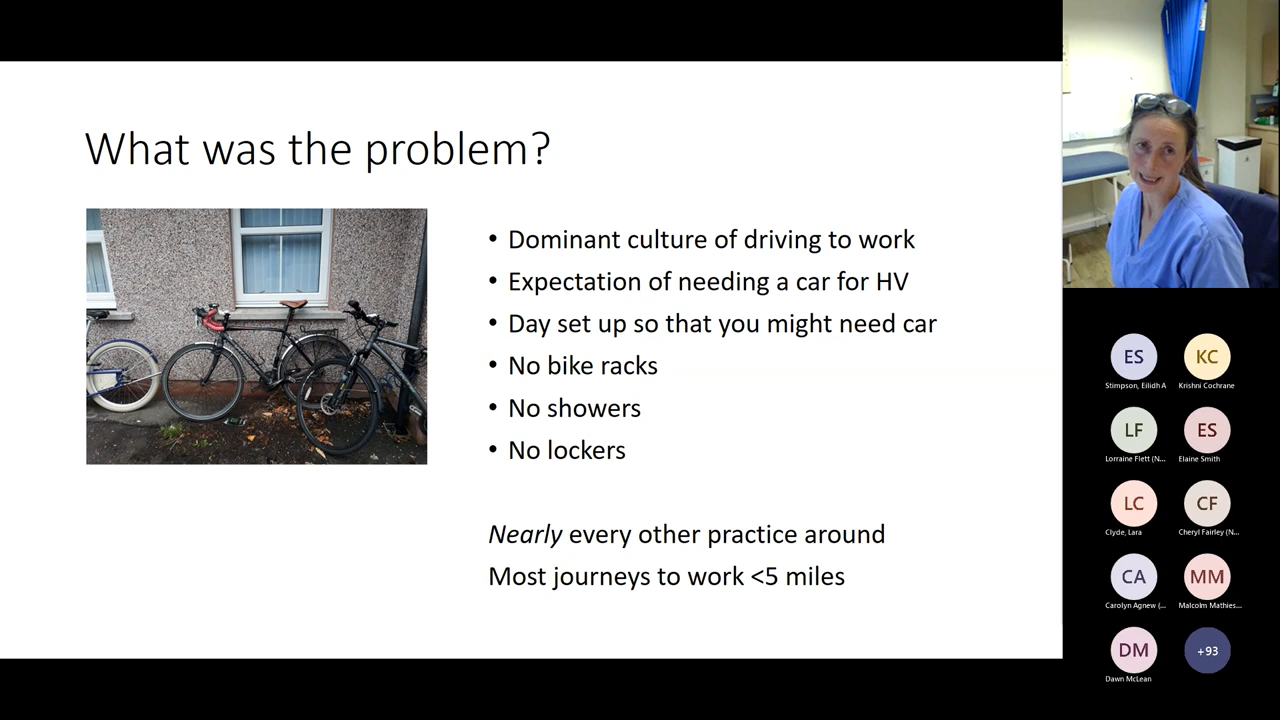 What was the problem?
• Dominant culture of driving to work
• Expectation of needing a car for HV
• Day set up so that you might need car
• No bike racks
• No showers
• No lockers
Nearly every other practice around
Most journeys to work <5 miles
ES
KC
Stimpson, Eilidh A
Krishni Cochrane
LF
ES
Lorraine Flett (N...
Elaine Smith
LC
CF
Clyde, Lara
Cheryl Fairley (N...
CA
MM
Carolyn Agnew (...
Malcolm Mathies...
DM
+93
Dawn McLean